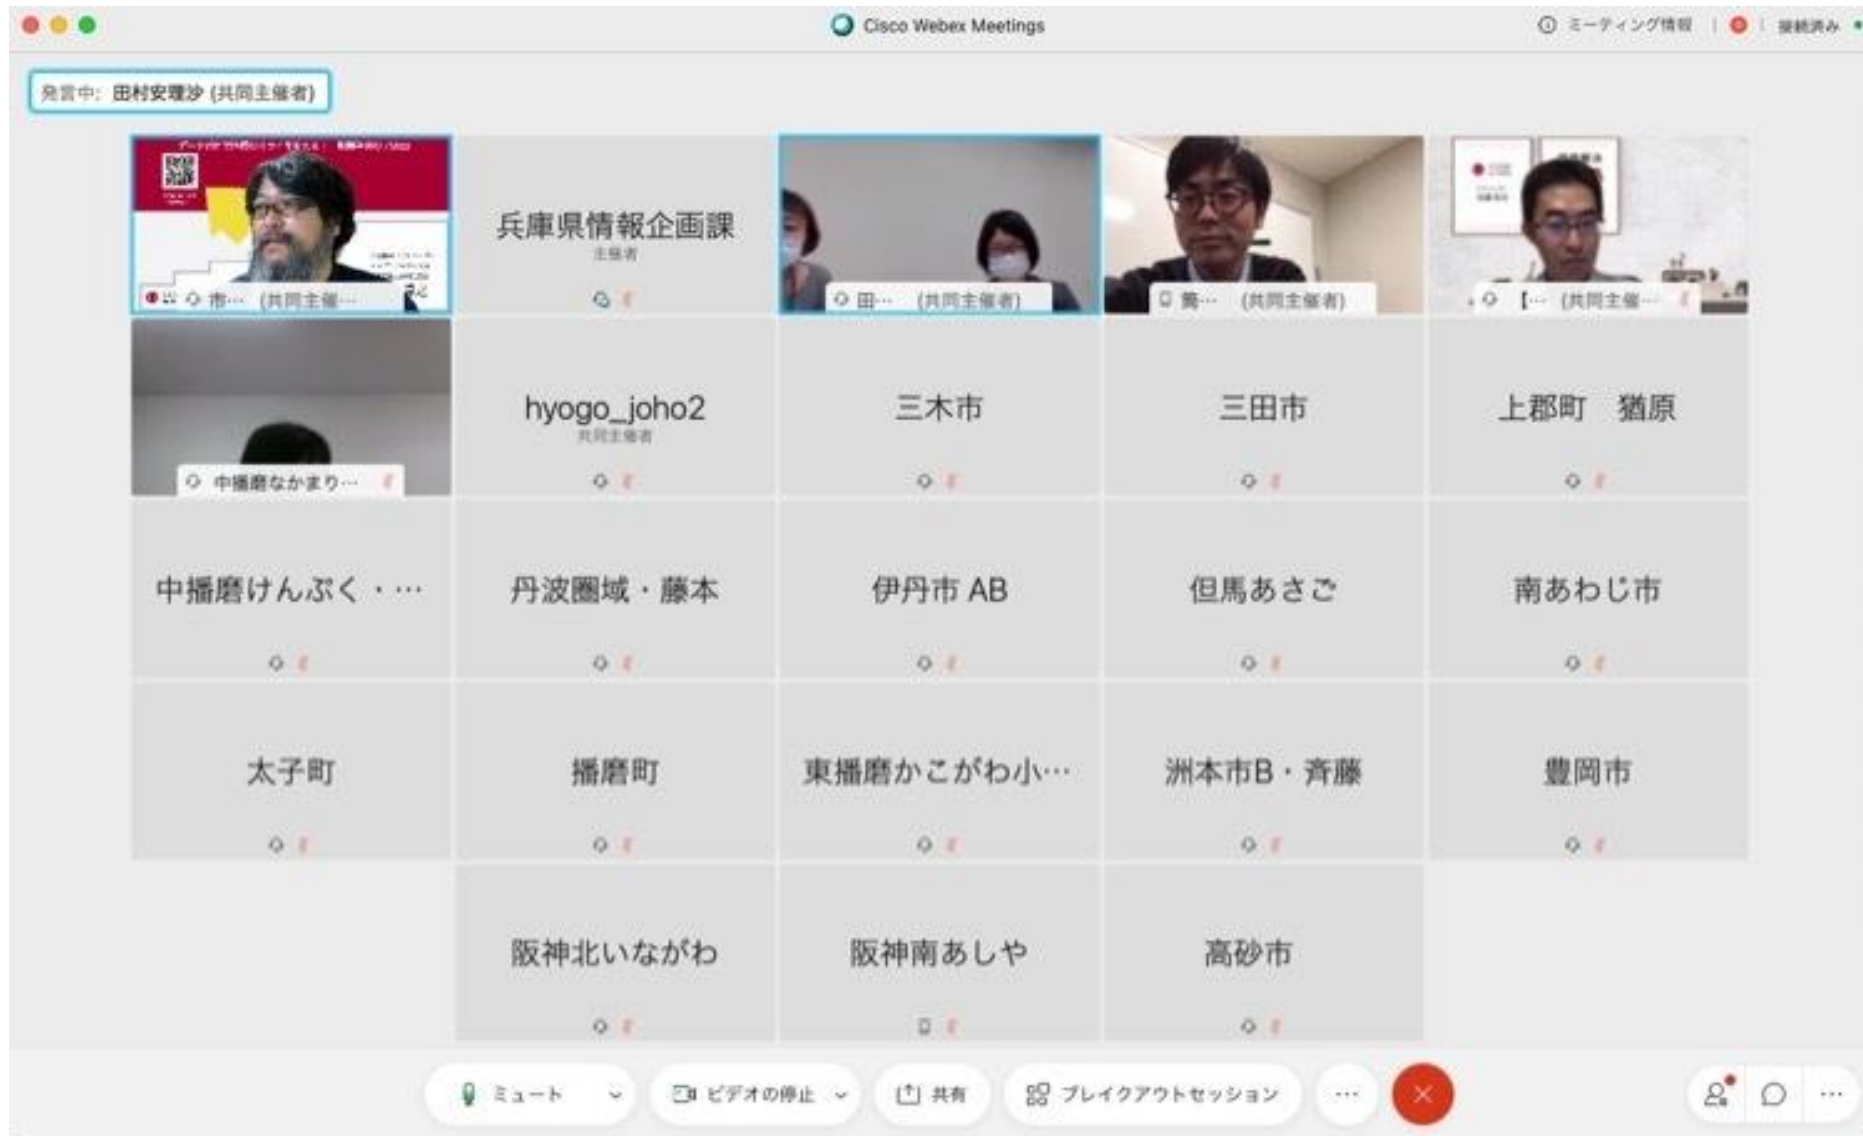 Cisco Webex Meetings
ミーティング情報
接続済み
発言中: 田村安理沙 (共同主催者)
市… (共同主催…
兵庫県情報企画課
主催者
田… (共同主催者)
(共同主催者)
【… (共同主催…
中播磨なかまり…
hyogo_joho2
共同主催者
三木市
三田市
上郡町 猶原
中播磨けんぷく・…
丹波圏域・藤本
伊丹市 AB
但馬あさご
南あわじ市
太子町
播磨町
東播磨かこがわ小…
洲本市B・斉藤
豊岡市
阪神北いながわ
阪神南あしや
高砂市
ミュート
ビデオの停止
共有
ブレイクアウトセッション